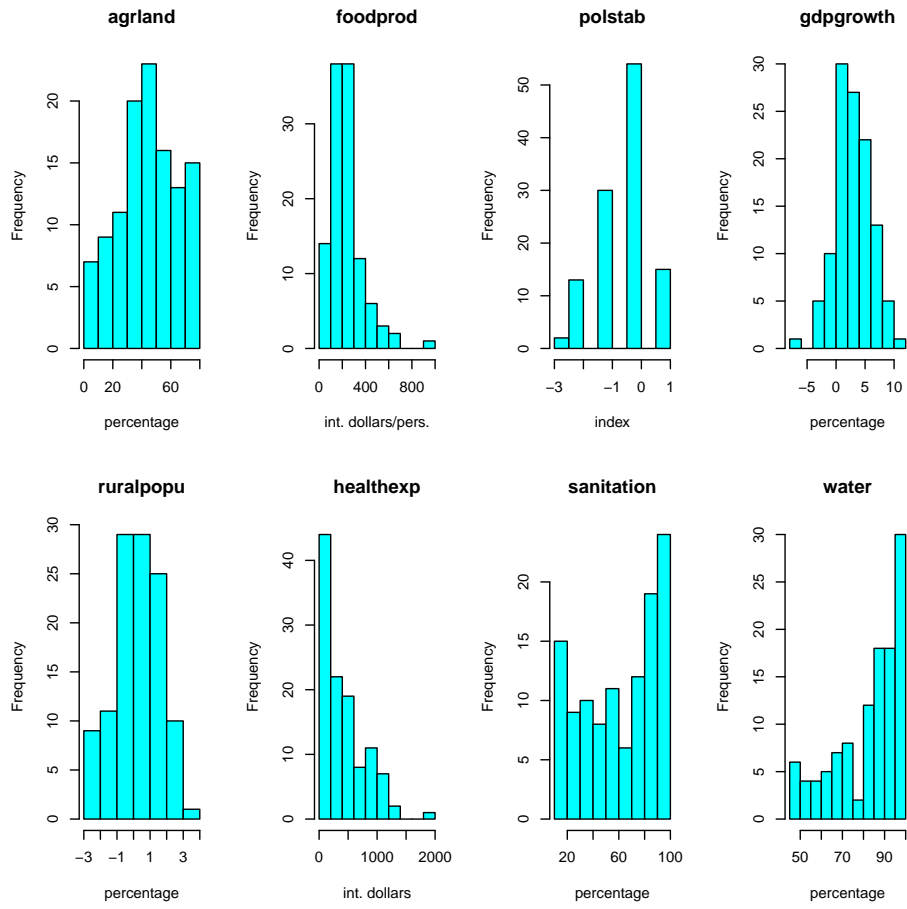 agrland
Frequency
0 5 10 15 20
0 20 60
percentage
foodprod
Frequency
0 10 20 30
0 400 800
int. dollars/pers.
polstab
Frequency
0 10 20 30 40 50
−3 −1 0 1
index
gdpgrowth
Frequency
0 5 10 15 20 25 30
−5 0 5 10
percentage
ruralpopu
Frequency
0 5 10 15 20 25 30
−3 −1 1 3
percentage
healthexp
Frequency
0 10 20 30 40
0 1000 2000
int. dollars
sanitation
Frequency
0 5 10 15 20
20 60 100
percentage
water
Frequency
0 5 10 15 20 25 30
50 70 90
percentage